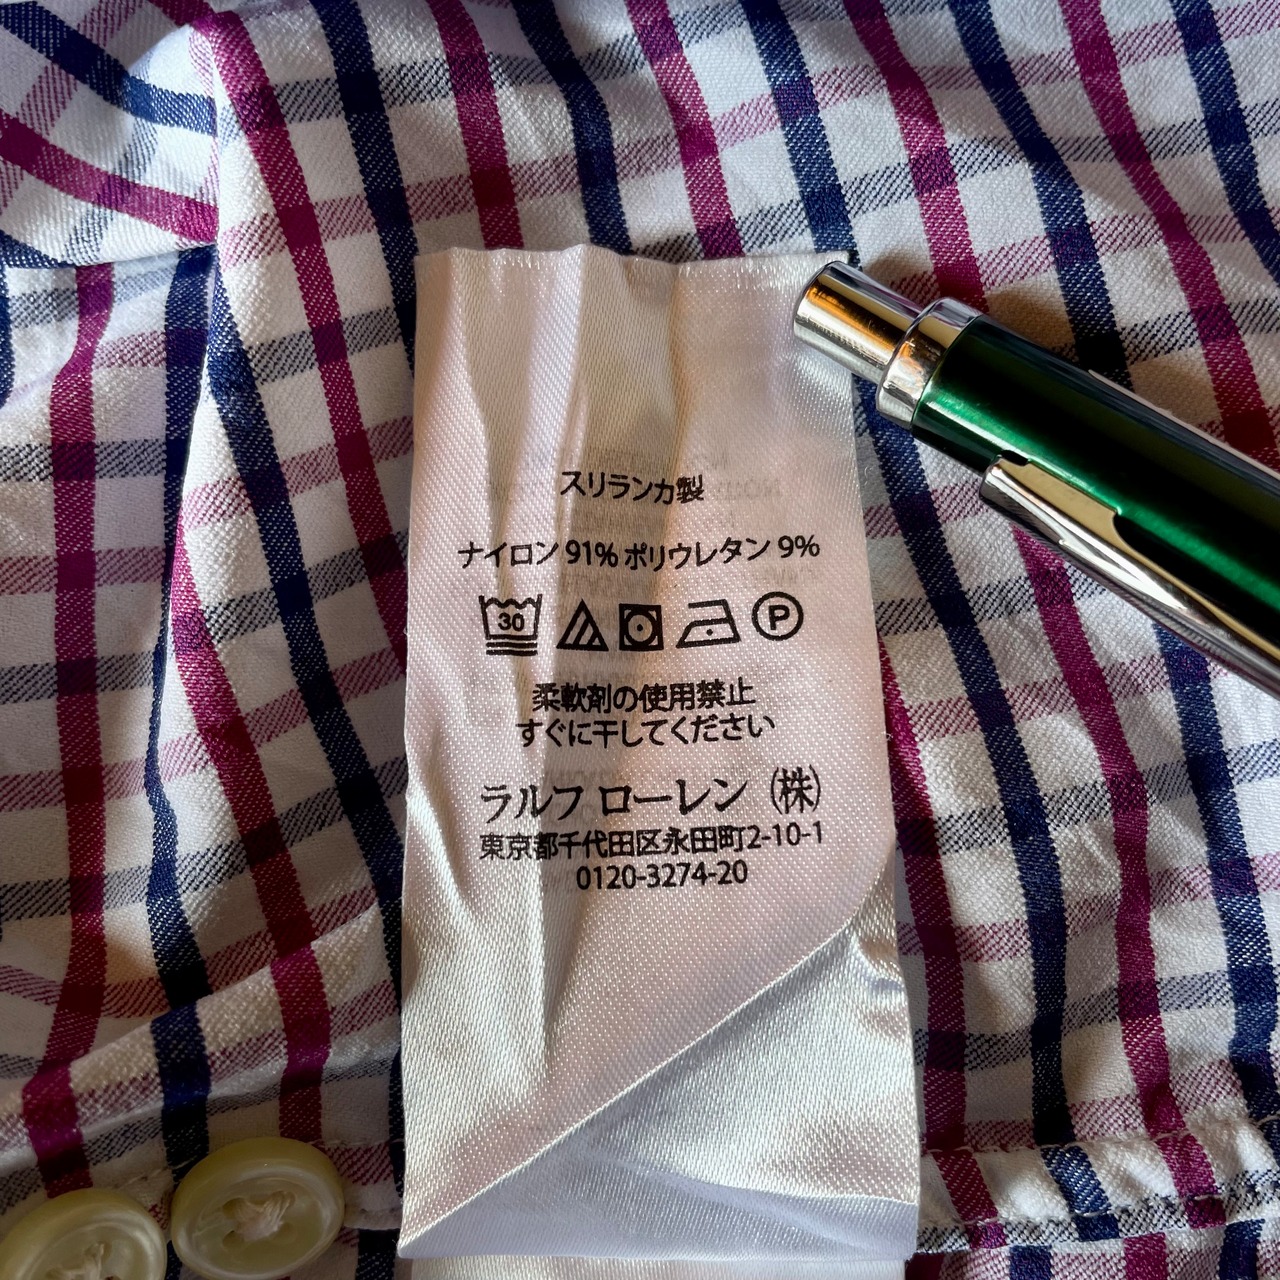 スリランカ製
ナイロン 91% ポリウレタン 9%
30 P
柔軟剤の使用禁止
すぐに干してください
ラルフ ローレン (株)
東京都千代田区永田町2-10-1
0120-3274-20